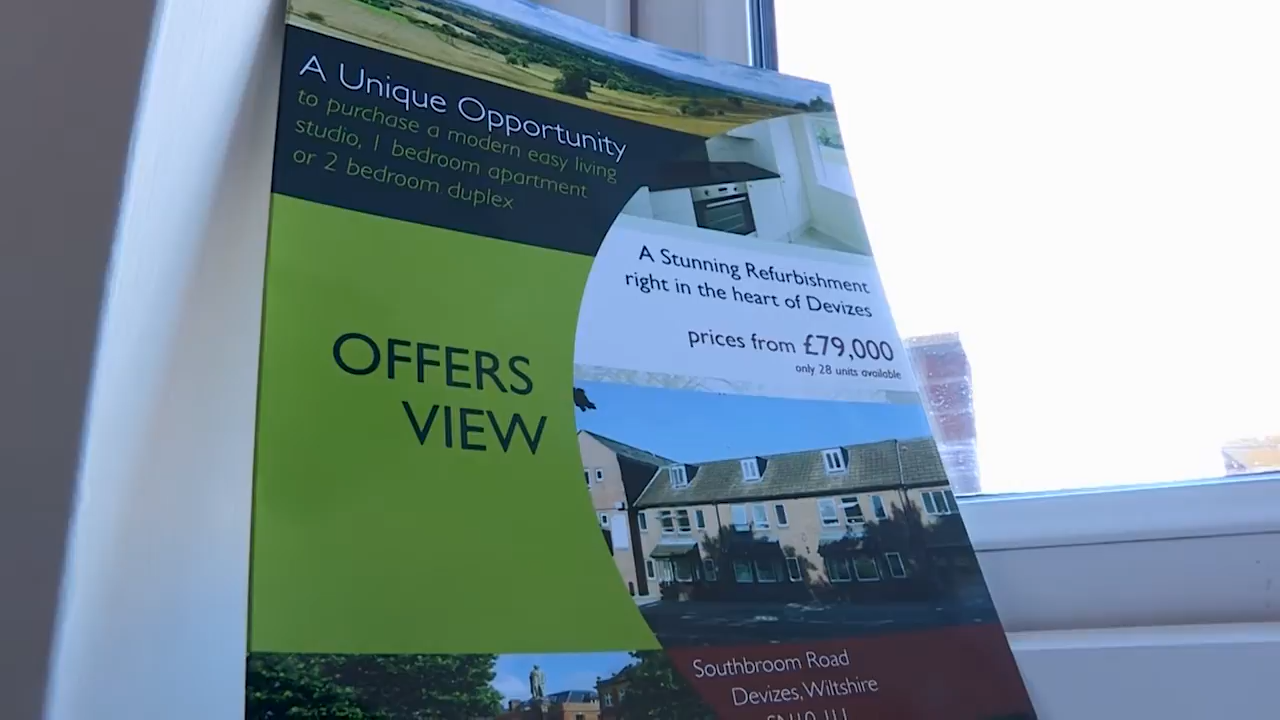 A Unique Opportunity
to purchase a modern easy living
studio, 1 bedroom apartment
or 2 bedroom duplex
A Stunning Refurbishment
right in the heart of Devizes
prices from £79,000
only 28 units available
OFFERS
VIEW
Southbroom Road
Devizes, Wiltshire